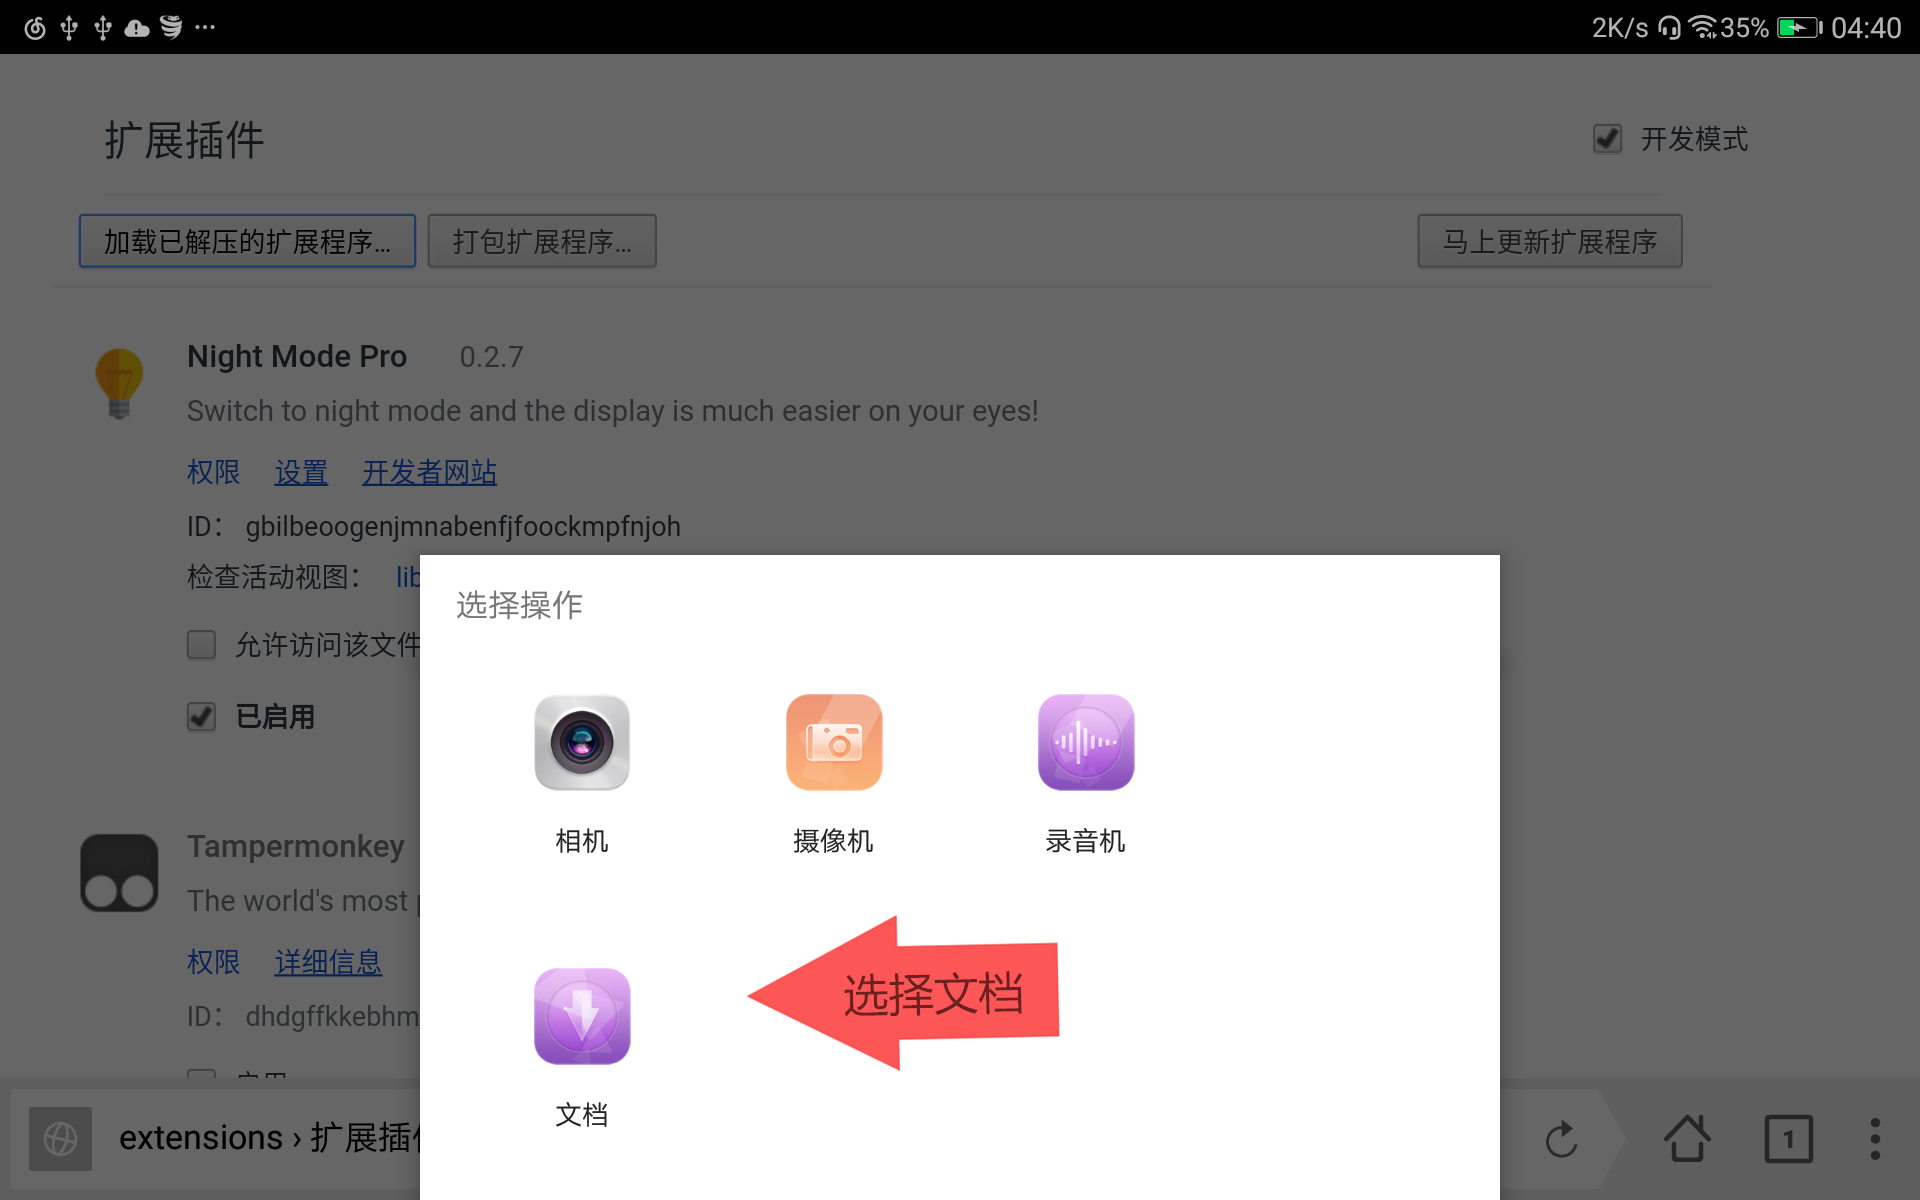 2K/s 35% 04:40
扩展插件
开发模式
加载已解压的扩展程序...
打包扩展程序...
马上更新扩展程序
Night Mode Pro 0.2.7
Switch to night mode and the display is much easier on your eyes!
权限 设置 开发者网站
ID： gbilbeoogenjmnabenfjfoockmpfnjoh
检查活动视图： lib
允许访问该文件
已启用
Tampermonkey
The world's most
权限 详细信息
ID： dhdgffkkebhm
选择操作
相机
摄像机
录音机
选择文档
文档
extensions › 扩展插件
1